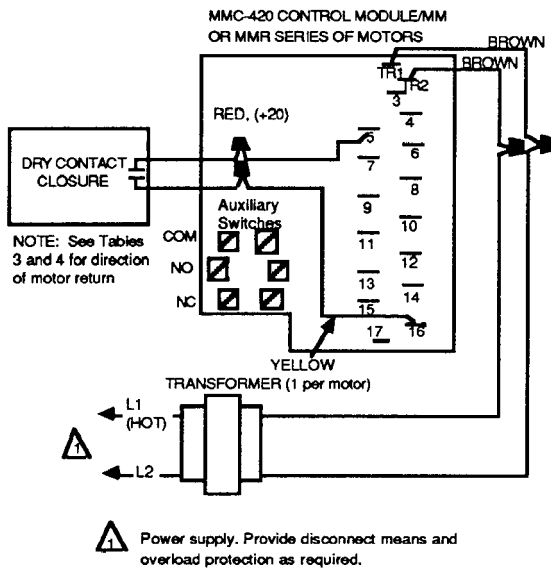 MMC-420 CONTROL MODULE/MM
OR MMR SERIES OF MOTORS
BROWN
BROWN
TR1
TR2
3
4
RED, (+20)
5
6
7
DRY CONTACT
CLOSURE
8
Auxiliary
Switches
9
10
NOTE: See Tables
3 and 4 for direction
of motor return
COM
11
NO
12
13
14
NC
15
16
17
YELLOW
TRANSFORMER (1 per motor)
L1
(HOT)
1
L2
1
Power supply. Provide disconnect means and
overload protection as required.